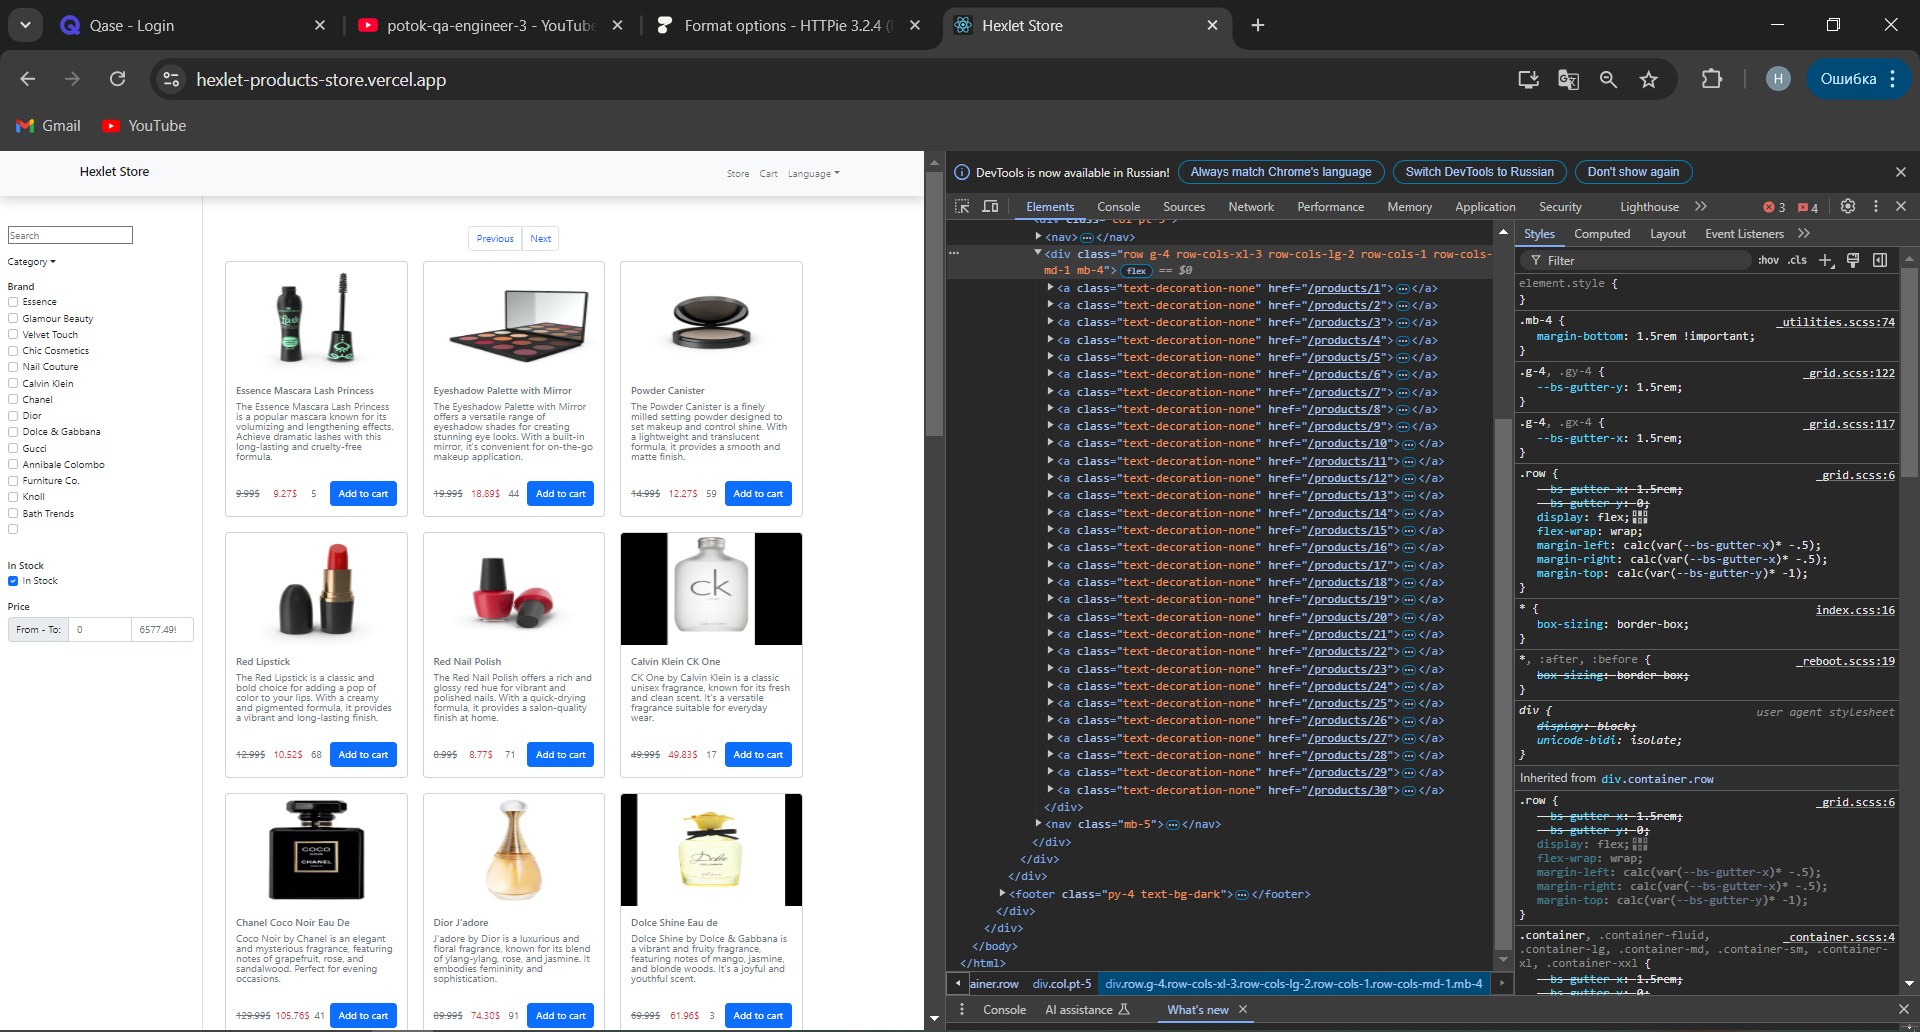 Qase - Login
potok-qa-engineer-3 - YouTube
Format options - HTTPie 3.2.4 (
Hexlet Store
hexlet-products-store.vercel.app
H
Ошибка
Gmail
YouTube
Hexlet Store
Store
Cart
Language
Search
Category
Brand
Essence
Glamour Beauty
Velvet Touch
Chic Cosmetics
Nail Couture
Calvin Klein
Chanel
Dior
Dolce & Gabbana
Gucci
Annibale Colombo
Furniture Co.
Knoll
Bath Trends
In Stock
In Stock
Price
From - To:
0
6577.49
Previous
Next
Essence Mascara Lash Princess
The Essence Mascara Lash Princess
is a popular mascara known for its
volumizing and lengthening effects.
Achieve dramatic lashes with this
long-lasting and cruelty-free
formula.
9.99$ 9.27$ 5 Add to cart
Eyeshadow Palette with Mirror
The Eyeshadow Palette with Mirror
offers a versatile range of
eyeshadow shades for creating
stunning eye looks. With a built-in
mirror, it's convenient for on-the-go
makeup application.
19.99$ 18.89$ 44 Add to cart
Powder Canister
The Powder Canister is a finely
milled setting powder designed to
set makeup and control shine. With
a lightweight and translucent
formula, it provides a smooth and
matte finish.
14.99$ 12.27$ 59 Add to cart
Red Lipstick
The Red Lipstick is a classic and
bold choice for adding a pop of
color to your lips. With a creamy
and pigmented formula, it provides
a vibrant and long-lasting finish.
12.99$ 10.52$ 68 Add to cart
Red Nail Polish
The Red Nail Polish offers a rich and
glossy red hue for vibrant and
polished nails. With a quick-drying
formula, it provides a salon-quality
finish at home.
8.99$ 8.77$ 71 Add to cart
ck
Calvin Klein CK One
CK One by Calvin Klein is a classic
unisex fragrance, known for its fresh
and clean scent. It's a versatile
fragrance suitable for everyday
wear.
49.99$ 49.83$ 17 Add to cart
COCO
CHANEL
Chanel Coco Noir Eau De
Coco Noir by Chanel is an elegant
and mysterious fragrance, featuring
notes of grapefruit, rose, and
sandalwood. Perfect for evening
occasions.
129.99$ 105.76$ 41 Add to cart
Dior J'adore
J'adore by Dior is a luxurious and
floral fragrance, known for its blend
of ylang-ylang, rose, and jasmine. It
embodies femininity and
sophistication.
89.99$ 74.30$ 91 Add to cart
Dolce
Dolce Shine Eau de
Dolce Shine by Dolce & Gabbana is
a vibrant and fruity fragrance,
featuring notes of mango, jasmine,
and blonde woods. It's a joyful and
youthful scent.
69.99$ 61.96$ 3 Add to cart
DevTools is now available in Russian!
Always match Chrome's language
Switch DevTools to Russian
Don't show again
Elements
Console
Sources
Network
Performance
Memory
Application
Security
Lighthouse
3
4
<div class="col pt-5">
<nav>…</nav>
<div class="row g-4 row-cols-xl-3 row-cols-lg-2 row-cols-1 row-cols-
md-1 mb-4"> flex == $0
<a class="text-decoration-none" href="/products/1">…</a>
<a class="text-decoration-none" href="/products/2">…</a>
<a class="text-decoration-none" href="/products/3">…</a>
<a class="text-decoration-none" href="/products/4">…</a>
<a class="text-decoration-none" href="/products/5">…</a>
<a class="text-decoration-none" href="/products/6">…</a>
<a class="text-decoration-none" href="/products/7">…</a>
<a class="text-decoration-none" href="/products/8">…</a>
<a class="text-decoration-none" href="/products/9">…</a>
<a class="text-decoration-none" href="/products/10">…</a>
<a class="text-decoration-none" href="/products/11">…</a>
<a class="text-decoration-none" href="/products/12">…</a>
<a class="text-decoration-none" href="/products/13">…</a>
<a class="text-decoration-none" href="/products/14">…</a>
<a class="text-decoration-none" href="/products/15">…</a>
<a class="text-decoration-none" href="/products/16">…</a>
<a class="text-decoration-none" href="/products/17">…</a>
<a class="text-decoration-none" href="/products/18">…</a>
<a class="text-decoration-none" href="/products/19">…</a>
<a class="text-decoration-none" href="/products/20">…</a>
<a class="text-decoration-none" href="/products/21">…</a>
<a class="text-decoration-none" href="/products/22">…</a>
<a class="text-decoration-none" href="/products/23">…</a>
<a class="text-decoration-none" href="/products/24">…</a>
<a class="text-decoration-none" href="/products/25">…</a>
<a class="text-decoration-none" href="/products/26">…</a>
<a class="text-decoration-none" href="/products/27">…</a>
<a class="text-decoration-none" href="/products/28">…</a>
<a class="text-decoration-none" href="/products/29">…</a>
<a class="text-decoration-none" href="/products/30">…</a>
</div>
<nav class="mb-5">…</nav>
</div>
</div>
</div>
<footer class="py-4 text-bg-dark">…</footer>
</div>
</div>
</body>
</html>
ainer.row
div.col.pt-5
div.row.g-4.row-cols-xl-3.row-cols-lg-2.row-cols-1.row-cols-md-1.mb-4
Console
AI assistance
What's new
Styles
Computed
Layout
Event Listeners
Filter
:hov
.cls
element.style {
}
.mb-4 { _utilities.scss:74
margin-bottom: 1.5rem !important;
}
.g-4, .gy-4 { _grid.scss:122
--bs-gutter-y: 1.5rem;
}
.g-4, .gx-4 { _grid.scss:117
--bs-gutter-x: 1.5rem;
}
.row { _grid.scss:6
--bs-gutter-x: 1.5rem;
--bs-gutter-y: 0;
display: flex;
flex-wrap: wrap;
margin-left: calc(var(--bs-gutter-x)* -.5);
margin-right: calc(var(--bs-gutter-x)* -.5);
margin-top: calc(var(--bs-gutter-y)* -1);
}
* { index.css:16
box-sizing: border-box;
}
*, :after, :before { _reboot.scss:19
box-sizing: border-box;
}
div { user agent stylesheet
display: block;
unicode-bidi: isolate;
}
Inherited from div.container.row
.row { _grid.scss:6
--bs-gutter-x: 1.5rem;
--bs-gutter-y: 0;
display: flex;
flex-wrap: wrap;
margin-left: calc(var(--bs-gutter-x)* -.5);
margin-right: calc(var(--bs-gutter-x)* -.5);
margin-top: calc(var(--bs-gutter-y)* -1);
}
.container, .container-fluid, _container.scss:4
.container-lg, .container-md, .container-sm, .container-
xl, .container-xxl {
--bs-gutter-x: 1.5rem;
--bs-gutter-y: 0;